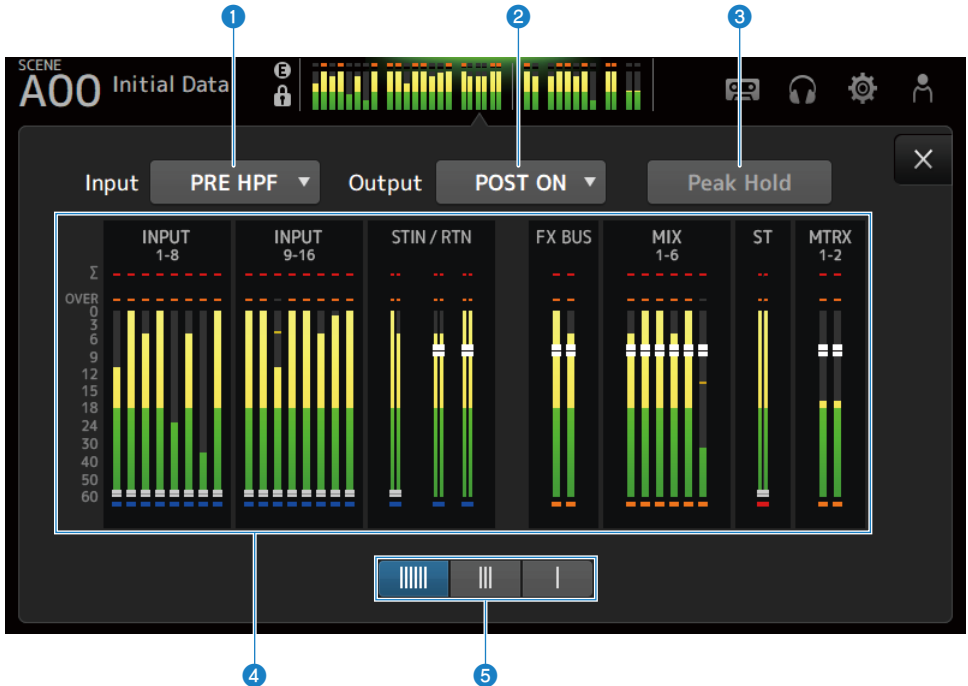 1 2 3
SCENE
A00 Initial Data E
Input PRE HPF Output POST ON Peak Hold
INPUT INPUT STIN / RTN FX BUS MIX ST MTRX
1-8 9-16 1-6 1-2
Σ
OVER
0
3
6
9
12
15
18
24
30
40
50
60
4 5